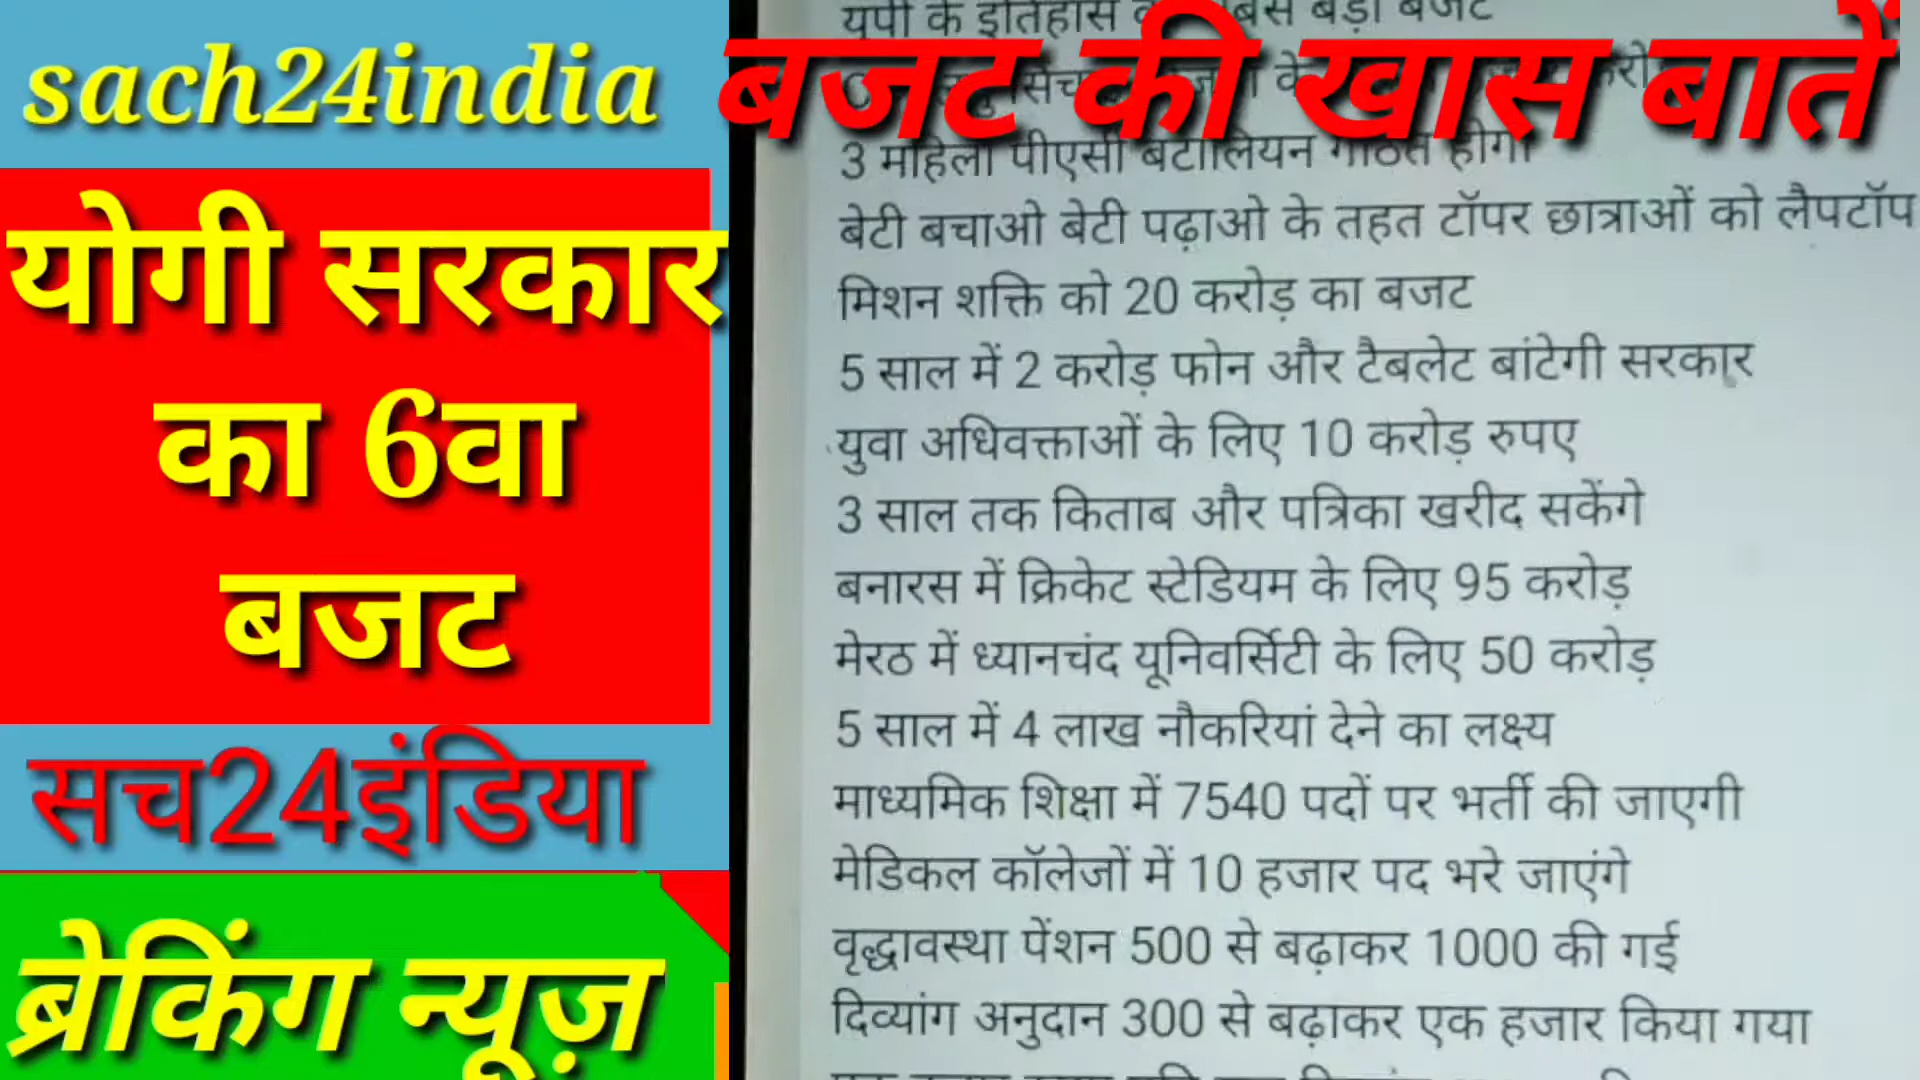 sach24india
योगी सरकार
का 6वा
बजट
सच24इंडिया
ब्रेकिंग न्यूज़
बजट की खास बातें
यूपी के इतिहास बड़ा बजट
3 महिला पीएसी बटालियन गठित होगी
बेटी बचाओ बेटी पढ़ाओ के तहत टॉपर छात्राओं को लैपटॉप
मिशन शक्ति को 20 करोड़ का बजट
5 साल में 2 करोड़ फोन और टैबलेट बांटेगी सरकार
युवा अधिवक्ताओं के लिए 10 करोड़ रुपए
3 साल तक किताब और पत्रिका खरीद सकेंगे
बनारस में क्रिकेट स्टेडियम के लिए 95 करोड़
मेरठ में ध्यानचंद यूनिवर्सिटी के लिए 50 करोड़
5 साल में 4 लाख नौकरियां देने का लक्ष्य
माध्यमिक शिक्षा में 7540 पदों पर भर्ती की जाएगी
मेडिकल कॉलेजों में 10 हजार पद भरे जाएंगे
वृद्धावस्था पेंशन 500 से बढ़ाकर 1000 की गई
दिव्यांग अनुदान 300 से बढ़ाकर एक हजार किया गया